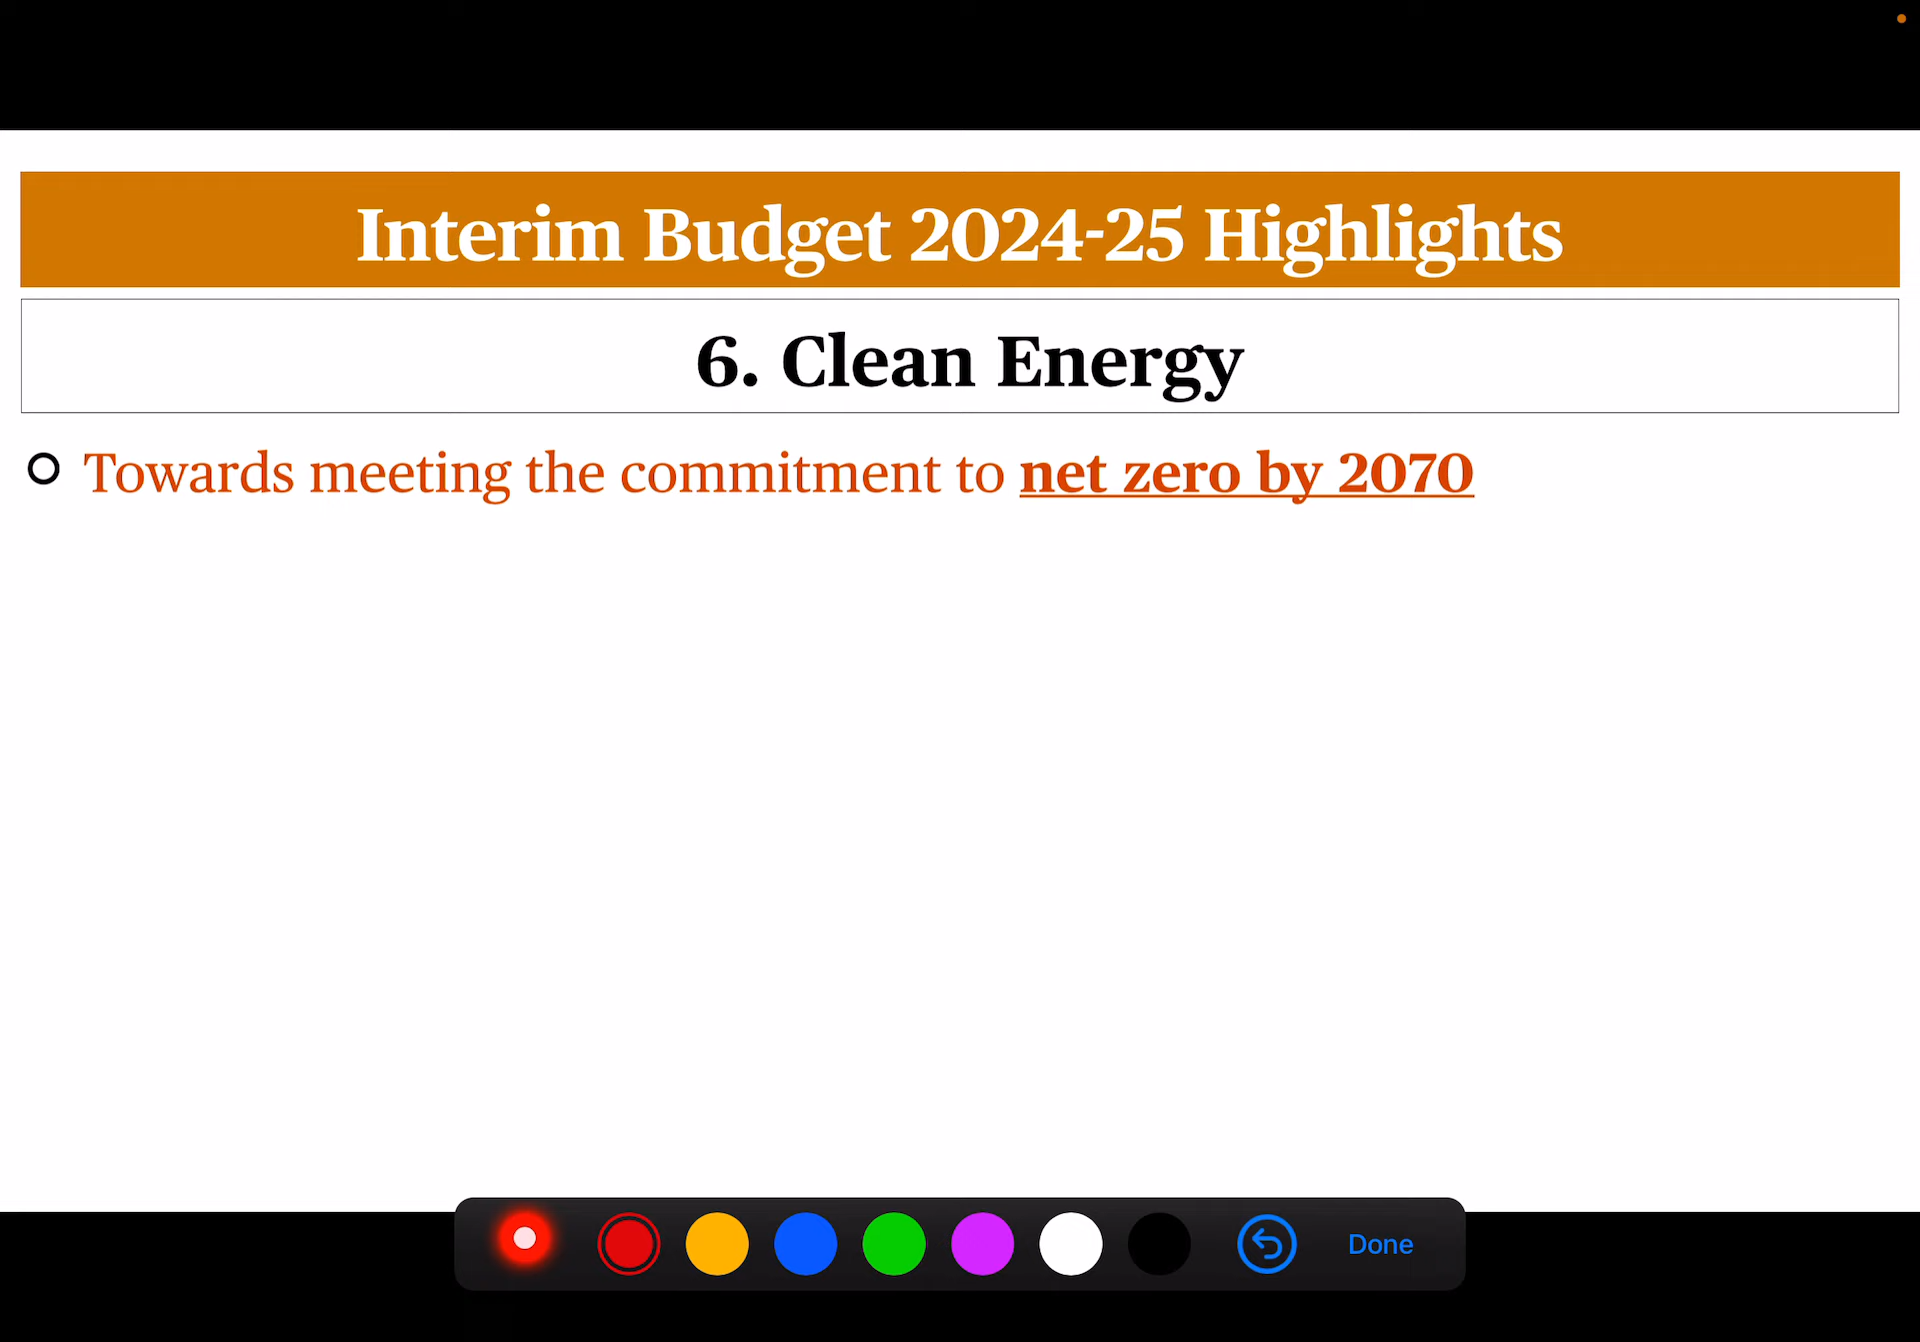 Interim Budget 2024-25 Highlights
6. Clean Energy
Towards meeting the commitment to net zero by 2070
Done